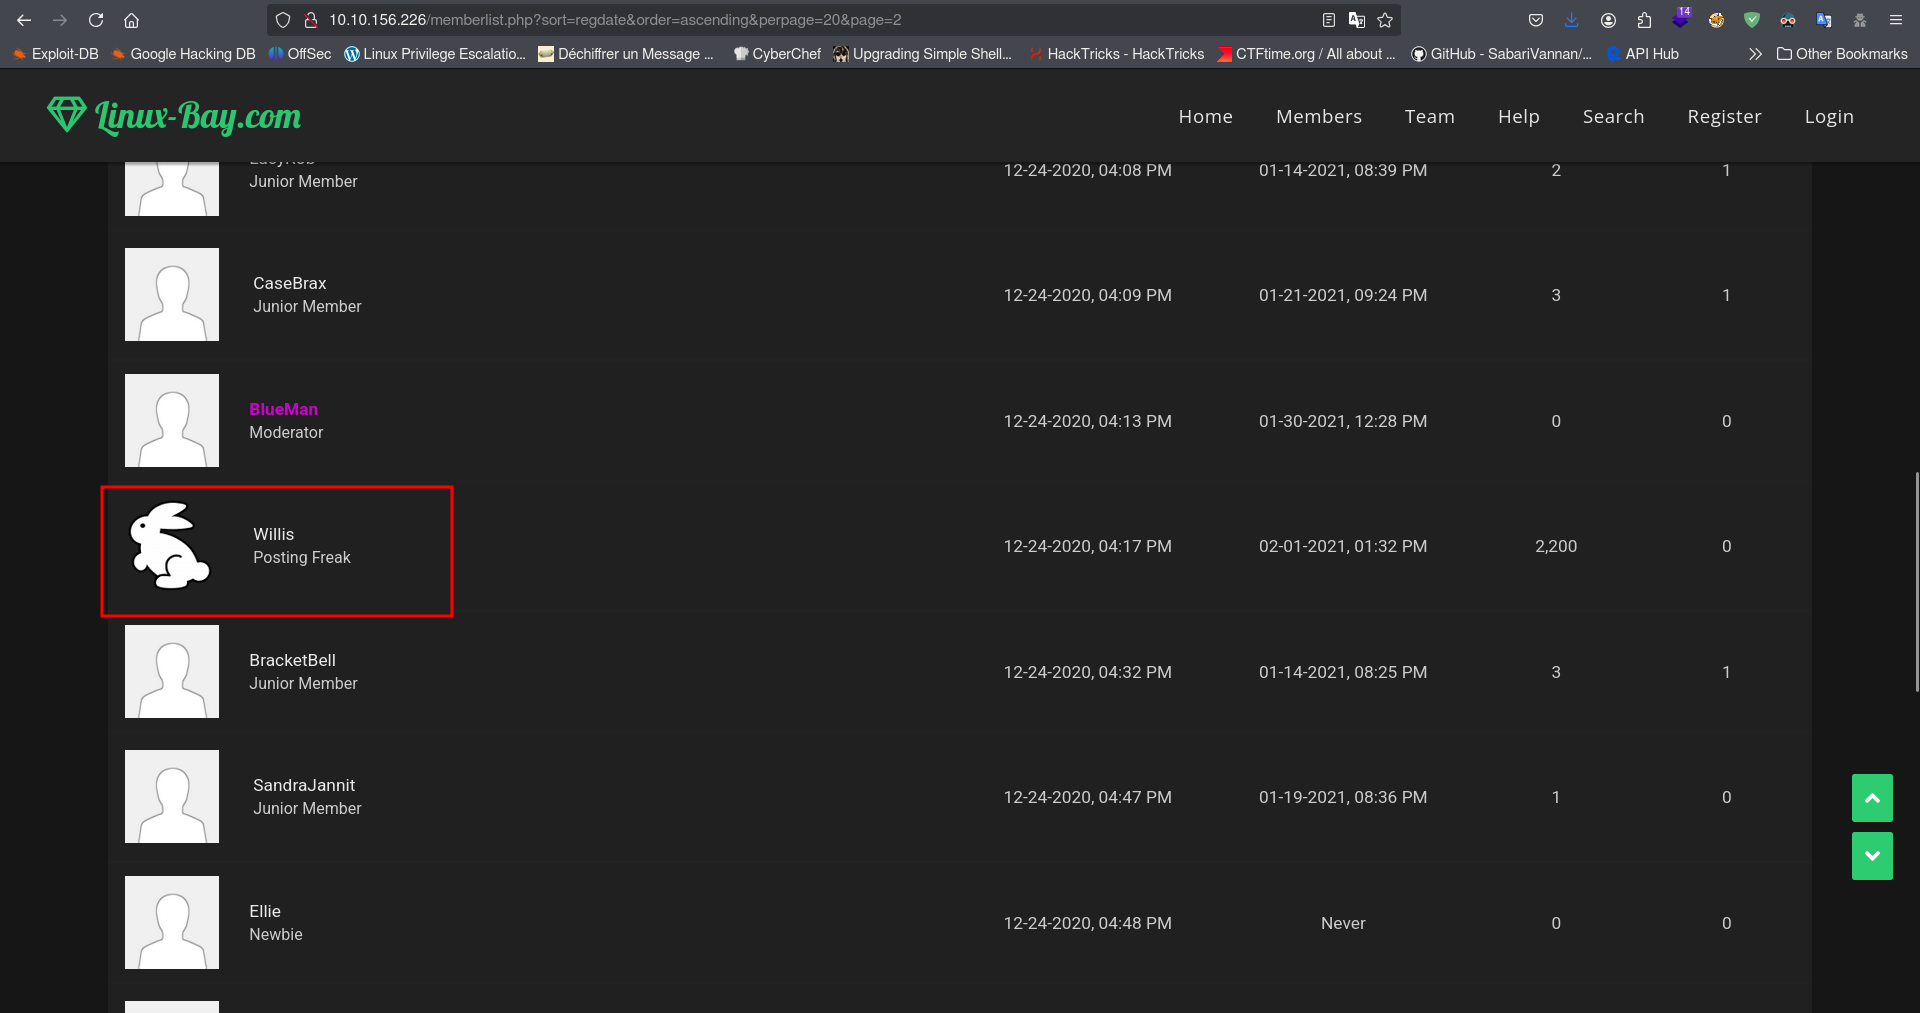 10.10.156.226/memberlist.php?sort=regdate&order=ascending&perpage=20&page=2
14
Exploit-DB Google Hacking DB OffSec Linux Privilege Escalatio... Déchiffrer un Message ... CyberChef Upgrading Simple Shell... HackTricks - HackTricks CTFtime.org / All about ... GitHub - SabariVannan/... API Hub Other Bookmarks
Linux-Bay.com Home Members Team Help Search Register Login
Junior Member 12-24-2020, 04:08 PM 01-14-2021, 08:39 PM 2 1
CaseBrax
Junior Member 12-24-2020, 04:09 PM 01-21-2021, 09:24 PM 3 1
BlueMan
Moderator 12-24-2020, 04:13 PM 01-30-2021, 12:28 PM 0 0
Willis
Posting Freak 12-24-2020, 04:17 PM 02-01-2021, 01:32 PM 2,200 0
BracketBell
Junior Member 12-24-2020, 04:32 PM 01-14-2021, 08:25 PM 3 1
SandraJannit
Junior Member 12-24-2020, 04:47 PM 01-19-2021, 08:36 PM 1 0
Ellie
Newbie 12-24-2020, 04:48 PM Never 0 0